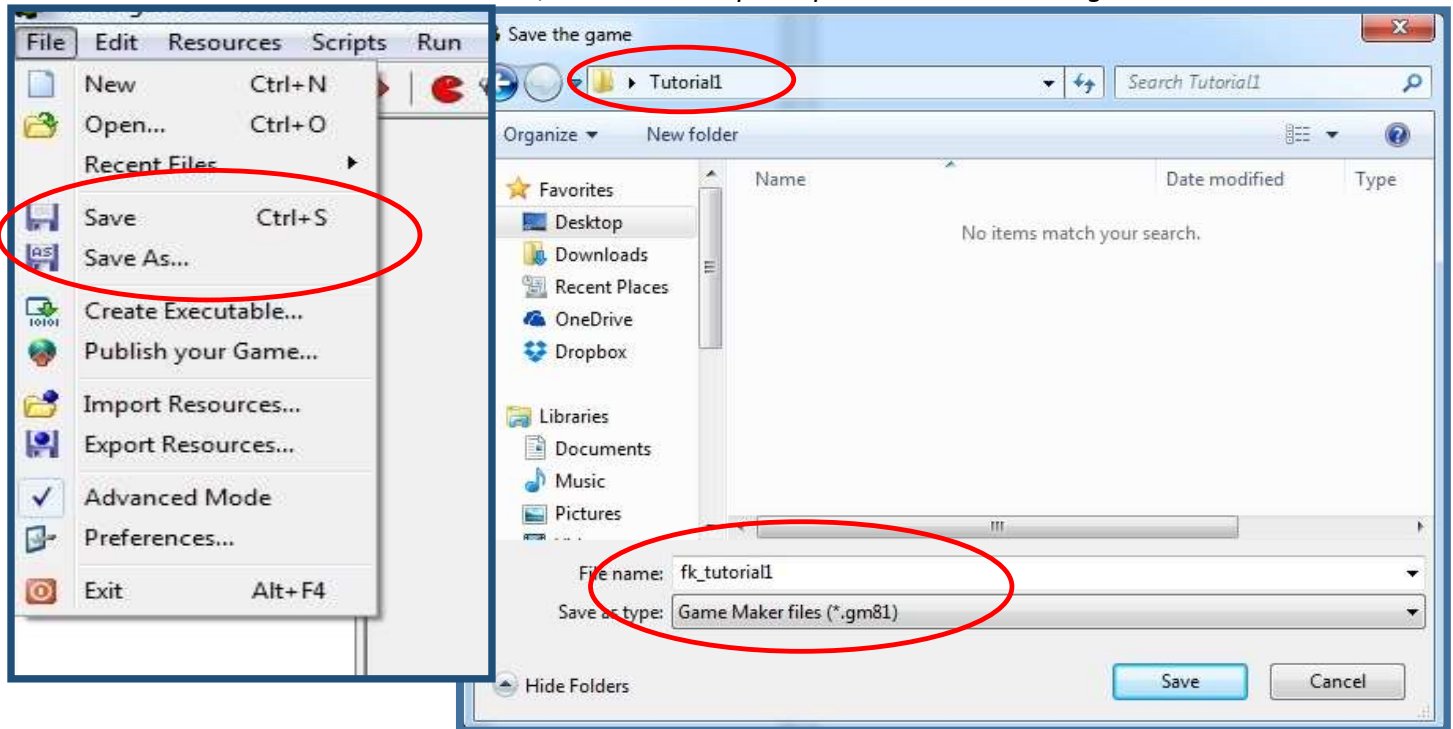 File Edit Resources Scripts Run
New Ctrl+N
Open... Ctrl+O
Recent Files
Save Ctrl+S
AS Save As...
10101 Create Executable...
Publish your Game...
Import Resources...
Export Resources...
Advanced Mode
Preferences...
Exit Alt+F4
Save the game
Tutorial1 Search Tutorial1
Organize New folder
Name Date modified Type
No items match your search.
Favorites
Desktop
Downloads
Recent Places
OneDrive
Dropbox
Libraries
Documents
Music
Pictures
File name: fk_tutorial1
Save as type: Game Maker files (*.gm81)
Hide Folders Save Cancel